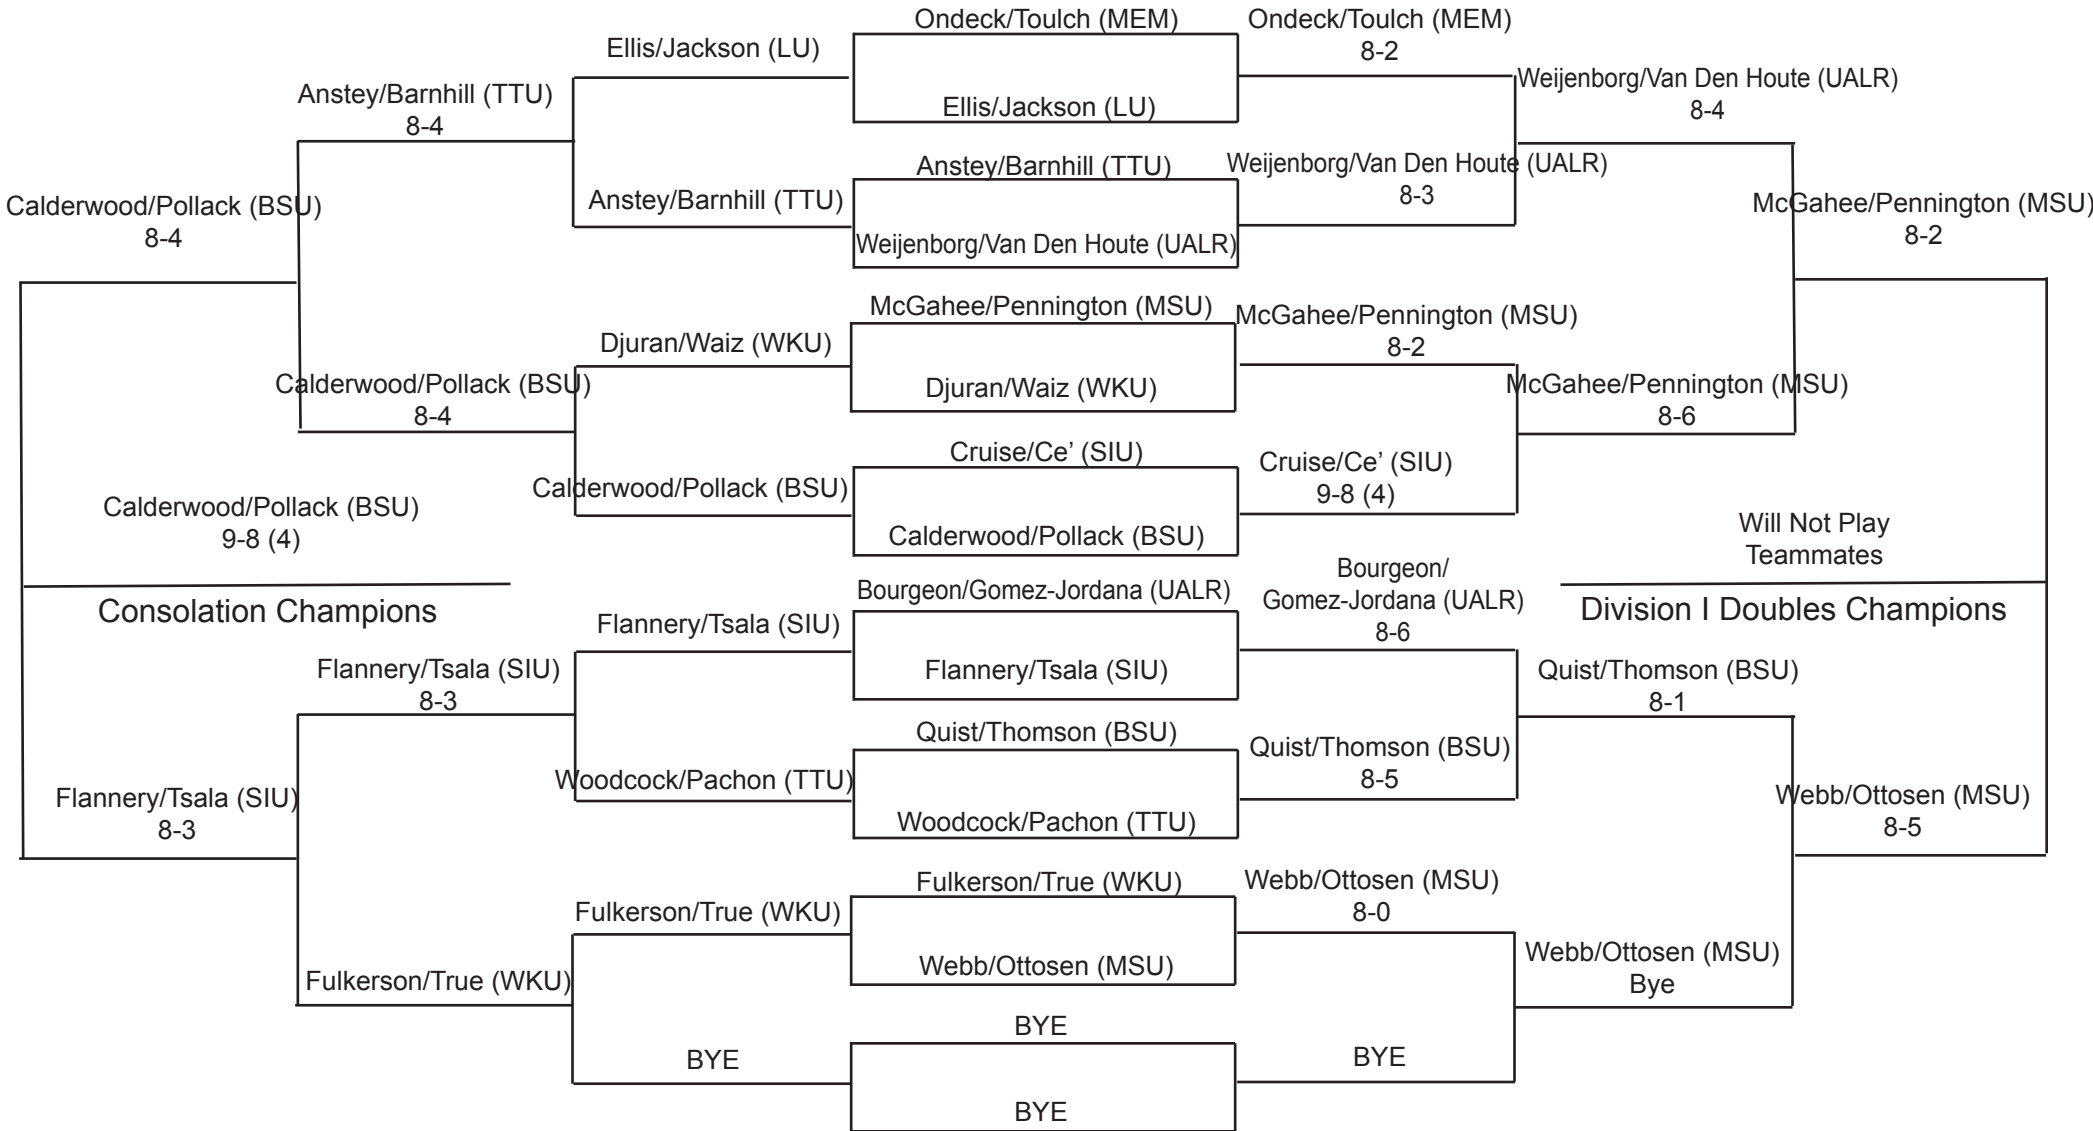 Calderwood/Pollack (BSU)
8-4
Calderwood/Pollack (BSU)
9-8 (4)
Consolation Champions
Flannery/Tsala (SIU)
8-3
Anstey/Barnhill (TTU)
8-4
Calderwood/Pollack (BSU)
8-4
Flannery/Tsala (SIU)
8-3
Fulkerson/True (WKU)
Ellis/Jackson (LU)
Anstey/Barnhill (TTU)
Djuran/Waiz (WKU)
Calderwood/Pollack (BSU)
Flannery/Tsala (SIU)
Woodcock/Pachon (TTU)
Fulkerson/True (WKU)
BYE
Ondeck/Toulch (MEM)
Ellis/Jackson (LU)
Anstey/Barnhill (TTU)
Weijenborg/Van Den Houte (UALR)
McGahee/Pennington (MSU)
Djuran/Waiz (WKU)
Cruise/Ce’ (SIU)
Calderwood/Pollack (BSU)
Bourgeon/Gomez-Jordana (UALR)
Flannery/Tsala (SIU)
Quist/Thomson (BSU)
Woodcock/Pachon (TTU)
Fulkerson/True (WKU)
Webb/Ottosen (MSU)
BYE
BYE
Ondeck/Toulch (MEM)
8-2
Weijenborg/Van Den Houte (UALR)
8-3
McGahee/Pennington (MSU)
8-2
Cruise/Ce’ (SIU)
9-8 (4)
Bourgeon/
Gomez-Jordana (UALR)
8-6
Quist/Thomson (BSU)
8-5
Webb/Ottosen (MSU)
8-0
BYE
Weijenborg/Van Den Houte (UALR)
8-4
McGahee/Pennington (MSU)
8-6
Quist/Thomson (BSU)
8-1
Webb/Ottosen (MSU)
Bye
McGahee/Pennington (MSU)
8-2
Will Not Play
Teammates
Division I Doubles Champions
Webb/Ottosen (MSU)
8-5